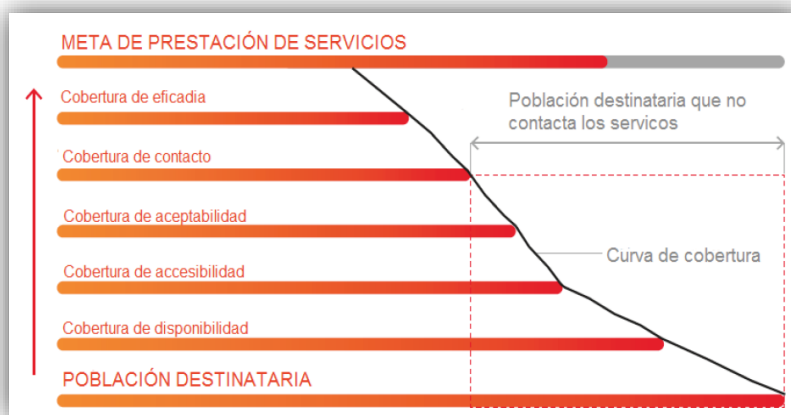 META DE PRESTACIÓN DE SERVICIOS
Cobertura de eficadia
Población destinataria que no
contacta los servicos
Cobertura de contacto
Cobertura de aceptabilidad
Curva de cobertura
Cobertura de accesibilidad
Cobertura de disponibilidad
POBLACIÓN DESTINATARIA